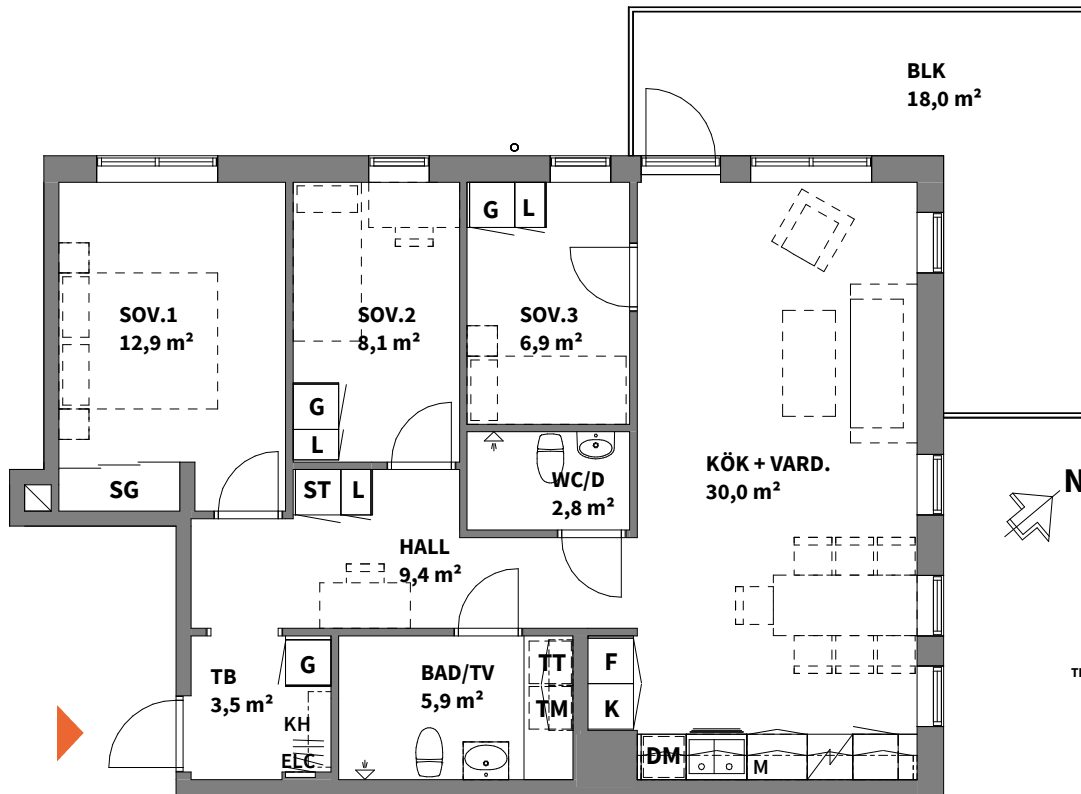 BLK
18,0 m²
G L
SOV.1
12,9 m²
SOV.2
8,1 m²
SOV.3
6,9 m²
G
L
KÖK + VARD.
30,0 m²
N
SG
ST L
WC/D
2,8 m²
HALL
9,4 m²
TB
3,5 m²
G
BAD/TV
5,9 m²
TT
TM
F
K
KH
ELC
DM
M